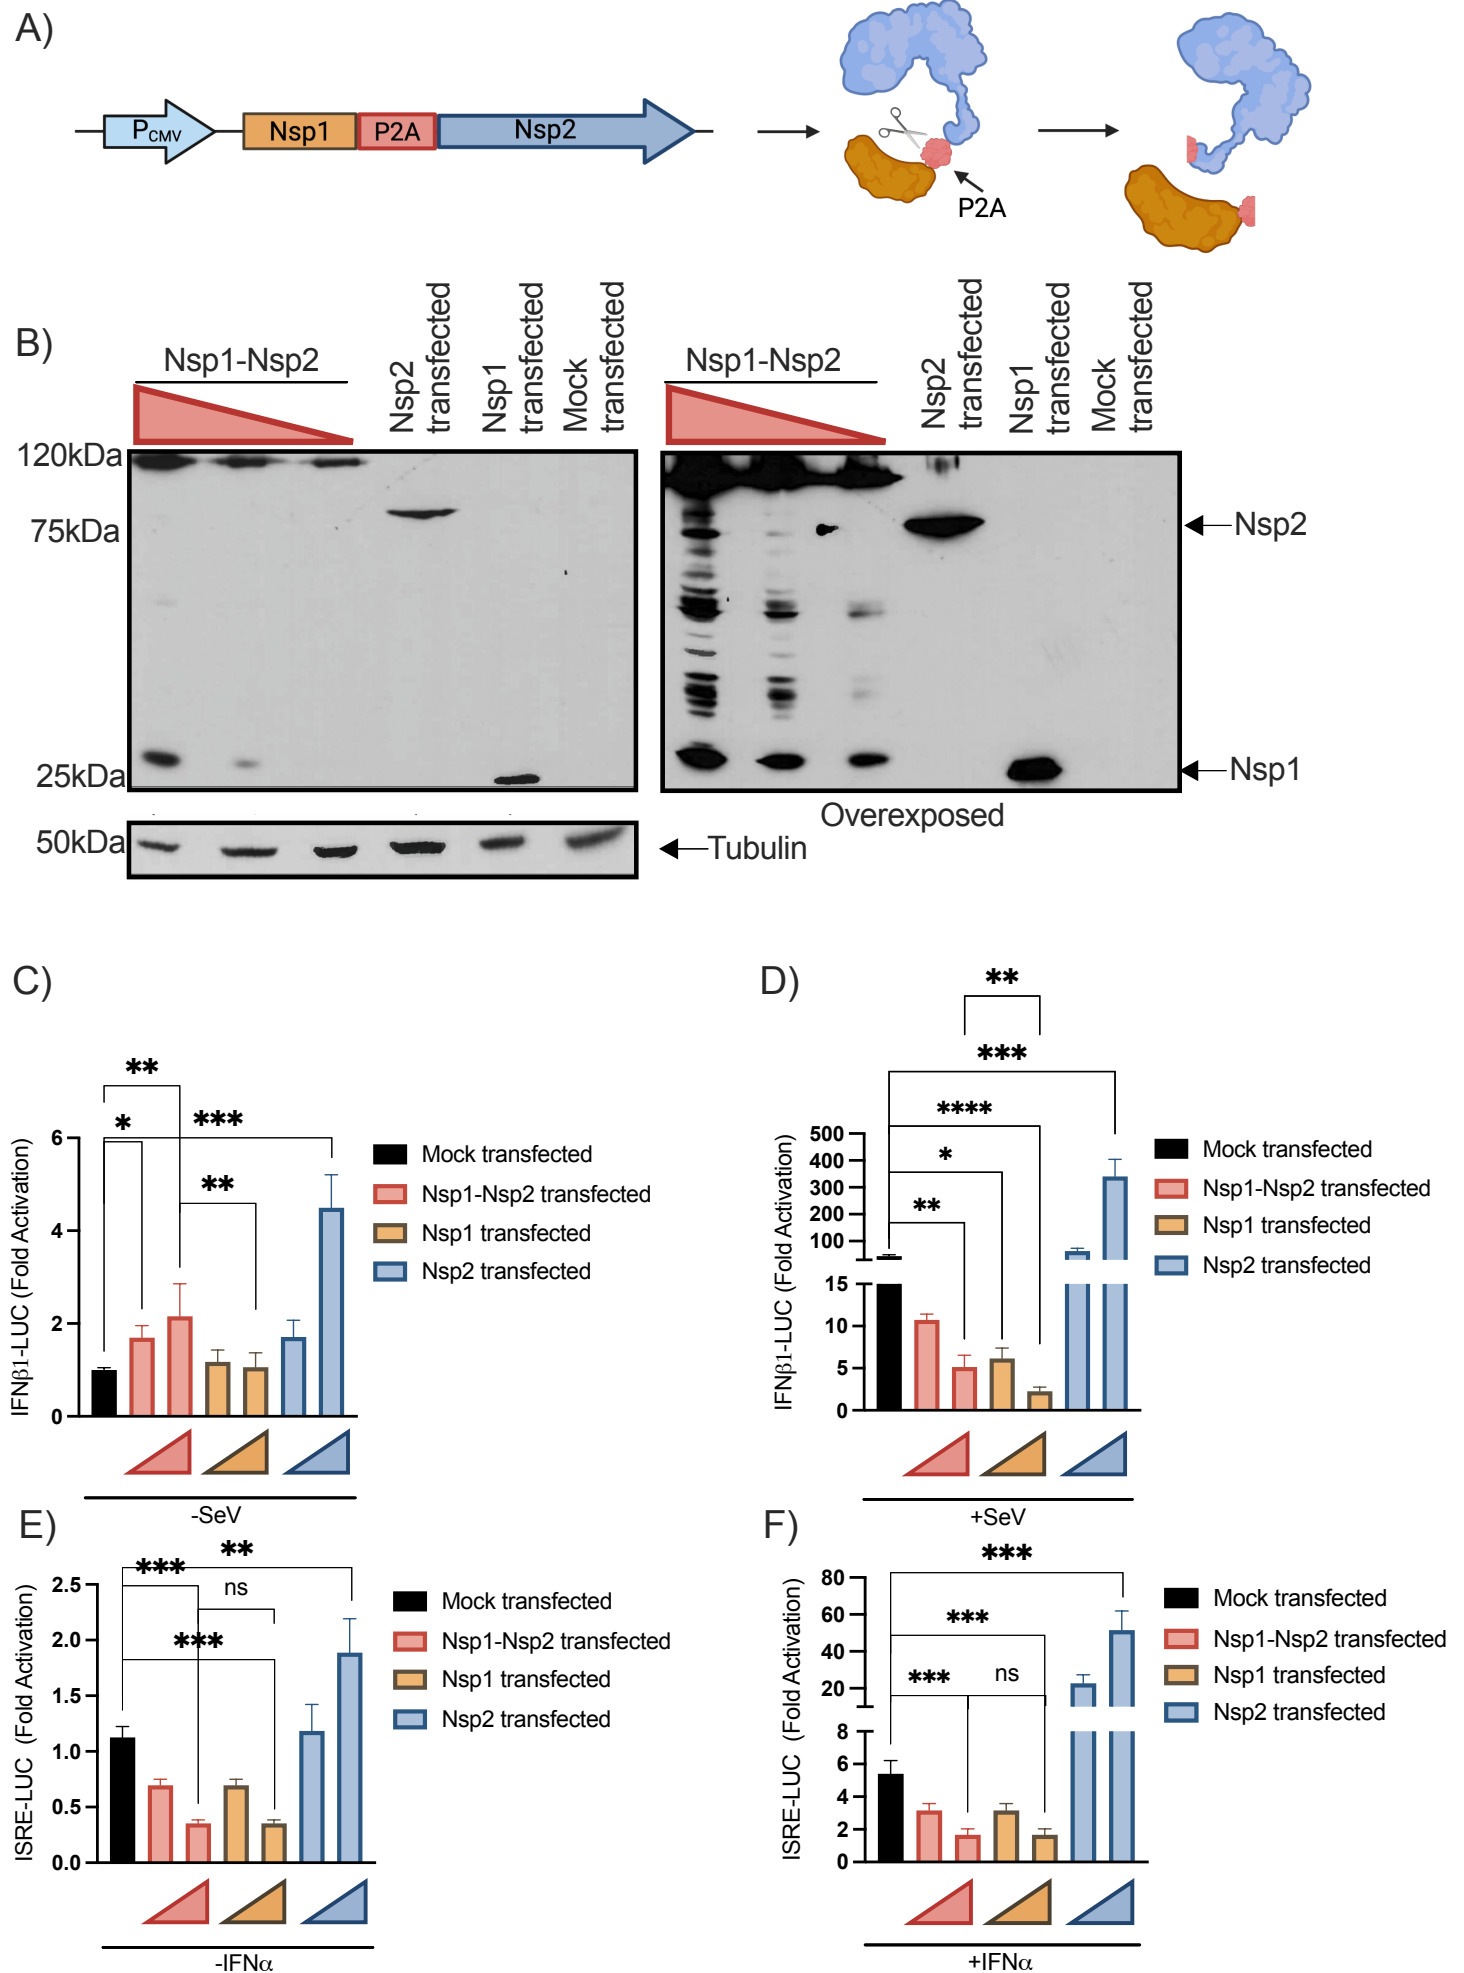 A)
PCMV
Nsp1
P2A
Nsp2
P2A
B)
Nsp1-Nsp2
Nsp2
transfected
Nsp1
transfected
Mock
transfected
Nsp1-Nsp2
Nsp2
transfected
Nsp1
transfected
Mock
transfected
120kDa
75kDa
25kDa
50kDa
Nsp2
Nsp1
Overexposed
Tubulin
C)
**
*
***
**
IFNβ1-LUC (Fold Activation)
6
4
2
0
Mock transfected
Nsp1-Nsp2 transfected
Nsp1 transfected
Nsp2 transfected
-SeV
D)
**
***
****
*
**
IFNβ1-LUC (Fold Activation)
500
400
300
200
100
15
10
5
0
Mock transfected
Nsp1-Nsp2 transfected
Nsp1 transfected
Nsp2 transfected
+SeV
E)
**
***
ns
***
ISRE-LUC (Fold Activation)
2.5
2.0
1.5
1.0
0.5
0.0
Mock transfected
Nsp1-Nsp2 transfected
Nsp1 transfected
Nsp2 transfected
-IFNα
F)
***
***
***
ns
ISRE-LUC (Fold Activation)
80
60
40
20
8
6
4
2
0
Mock transfected
Nsp1-Nsp2 transfected
Nsp1 transfected
Nsp2 transfected
+IFNα